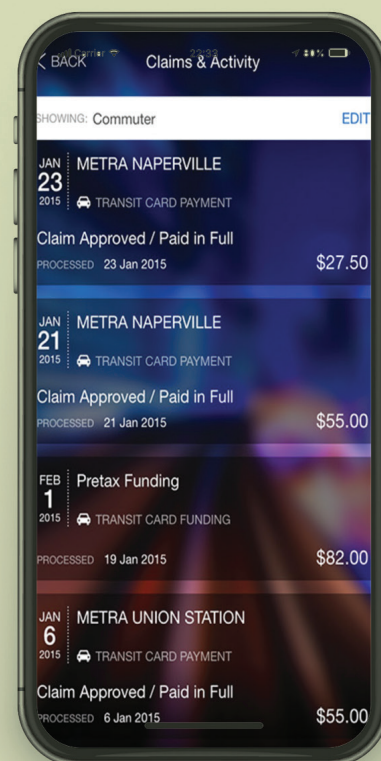 Carrier 22:33
BACK Claims & Activity
SHOWING: Commuter EDIT
JAN METRA NAPERVILLE
23
2015 TRANSIT CARD PAYMENT
Claim Approved / Paid in Full
PROCESSED 23 Jan 2015 $27.50
JAN METRA NAPERVILLE
21
2015 TRANSIT CARD PAYMENT
Claim Approved / Paid in Full
PROCESSED 21 Jan 2015 $55.00
FEB Pretax Funding
1
2015 TRANSIT CARD FUNDING
PROCESSED 19 Jan 2015 $82.00
JAN METRA UNION STATION
6
2015 TRANSIT CARD PAYMENT
Claim Approved / Paid in Full
PROCESSED 6 Jan 2015 $55.00